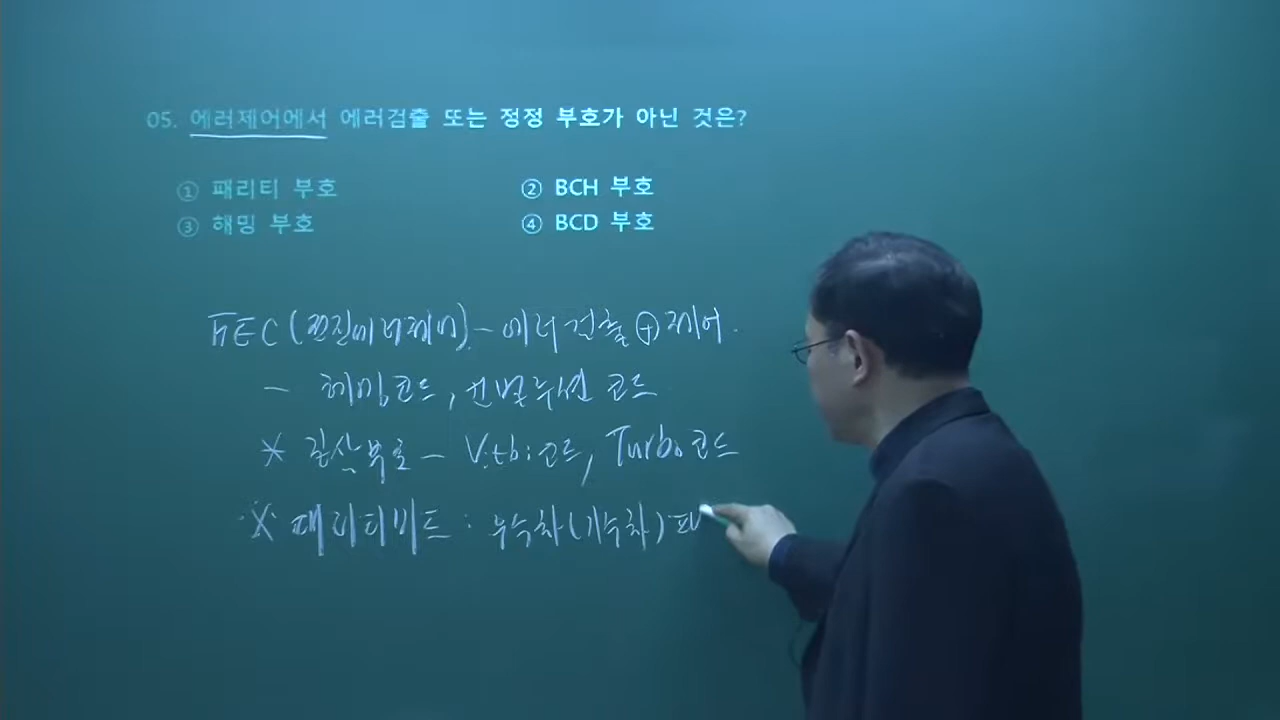 05. 에러제어에서 에러검출 또는 정정 부호가 아닌 것은?
① 패리티 부호 ② BCH 부호
③ 해밍 부호 ④ BCD 부호
FEC (전진에러제어) - 에러검출 ⊕ 제어.
- 해밍코드, 컨벌루션 코드
* 길쌈부호 - Vitbi코드, Turbo코드
※ 패리티비트 : 우수차(기수차)